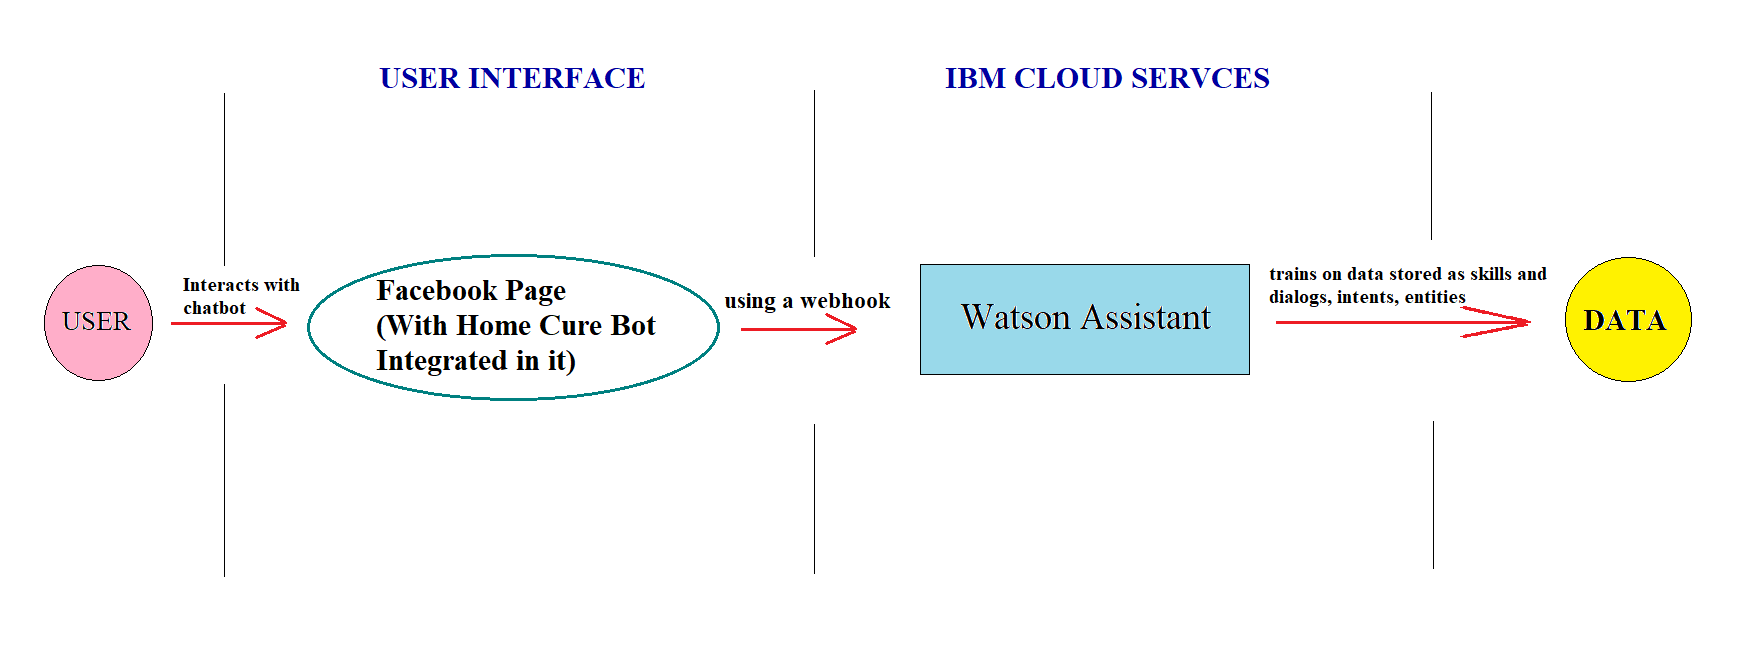 USER INTERFACE
IBM CLOUD SERVCES
USER
Interacts with
chatbot
Facebook Page
(With Home Cure Bot
Integrated in it)
using a webhook
Watson Assistant
trains on data stored as skills and
dialogs, intents, entities
DATA